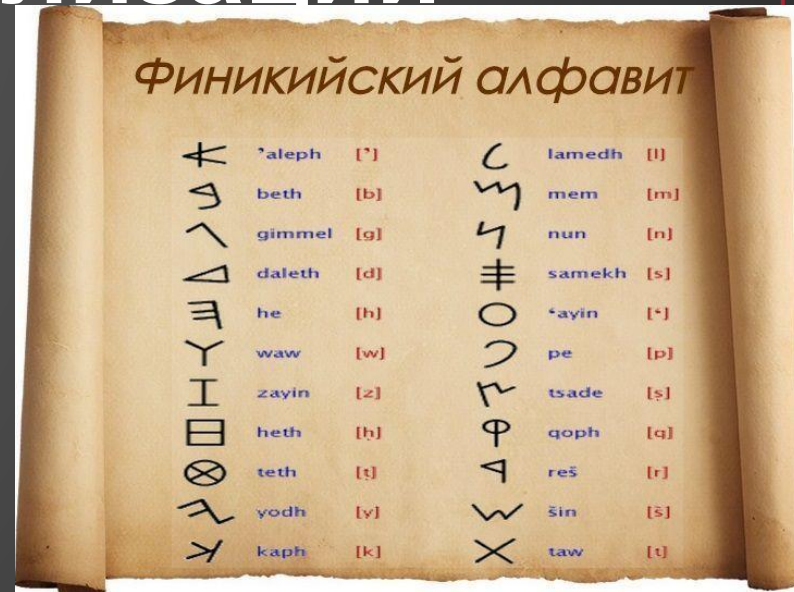 Финикийский алфавит
𐤀 ’aleph [’]
𐤁 beth [b]
𐤂 gimmel [g]
𐤃 daleth [d]
𐤄 he [h]
𐤅 waw [w]
𐤆 zayin [z]
𐤇 heth [ḥ]
𐤈 teth [ṭ]
𐤉 yodh [y]
𐤊 kaph [k]
𐤋 lamedh [l]
𐤌 mem [m]
𐤍 nun [n]
𐤎 samekh [s]
𐤏 ‘ayin [‘]
𐤐 pe [p]
𐤑 tsade [ṣ]
𐤒 qoph [q]
𐤓 reš [r]
𐤔 šin [š]
𐤕 taw [t]